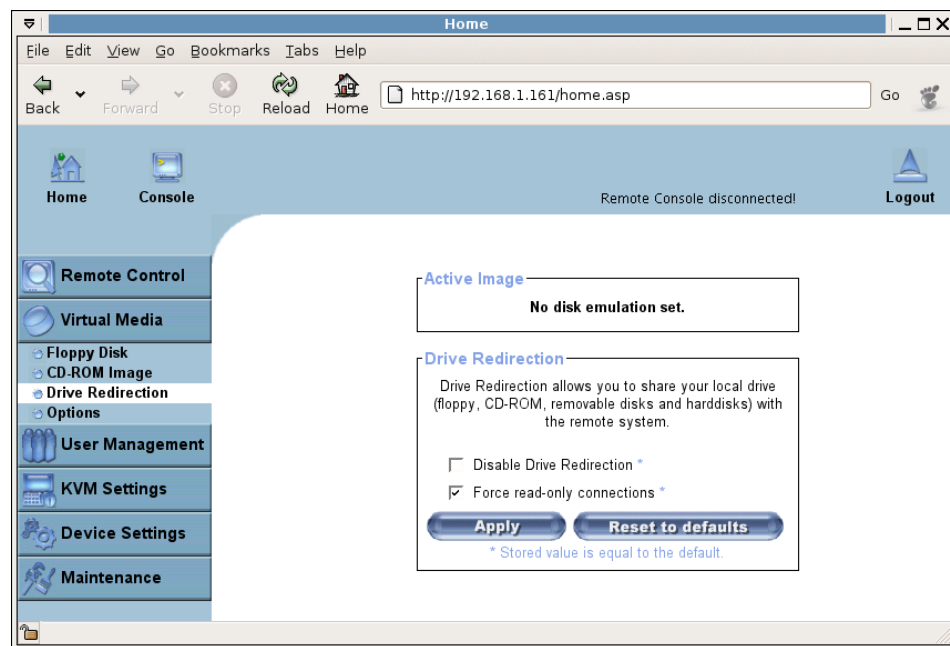 Home
File Edit View Go Bookmarks Tabs Help
Back Forward Stop Reload Home http://192.168.1.161/home.asp Go
Home Console Remote Console disconnected! Logout
Remote Control
Virtual Media
Floppy Disk
CD-ROM Image
Drive Redirection
Options
User Management
KVM Settings
Device Settings
Maintenance
Active Image
No disk emulation set.
Drive Redirection
Drive Redirection allows you to share your local drive
(floppy, CD-ROM, removable disks and harddisks) with
the remote system.
Disable Drive Redirection *
Force read-only connections *
Apply Reset to defaults
* Stored value is equal to the default.